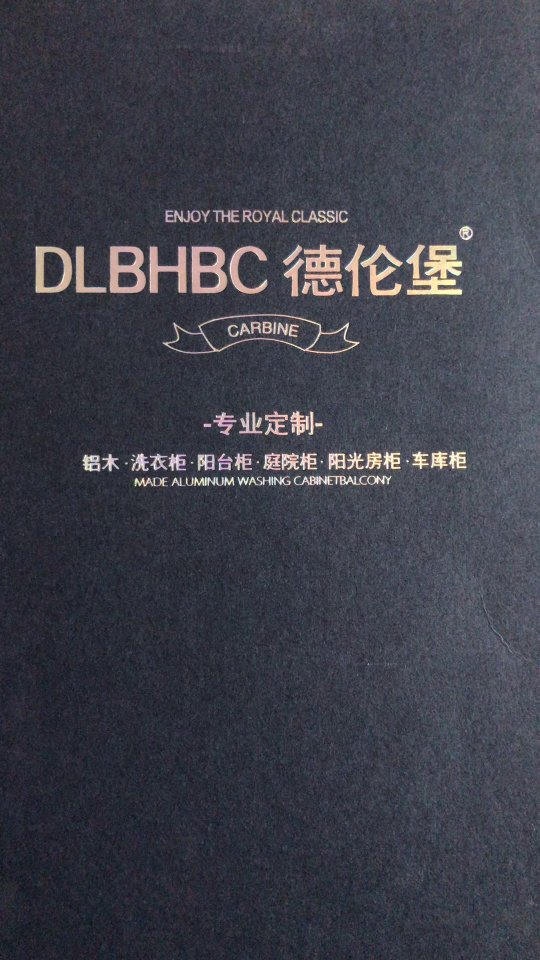 ENJOY THE ROYAL CLASSIC
DLBHBC 德伦堡®
CARBINE
-专业定制-
铝木·洗衣柜·阳台柜·庭院柜·阳光房柜·车库柜
MADE ALUMINUM WASHING CABINETBALCONY